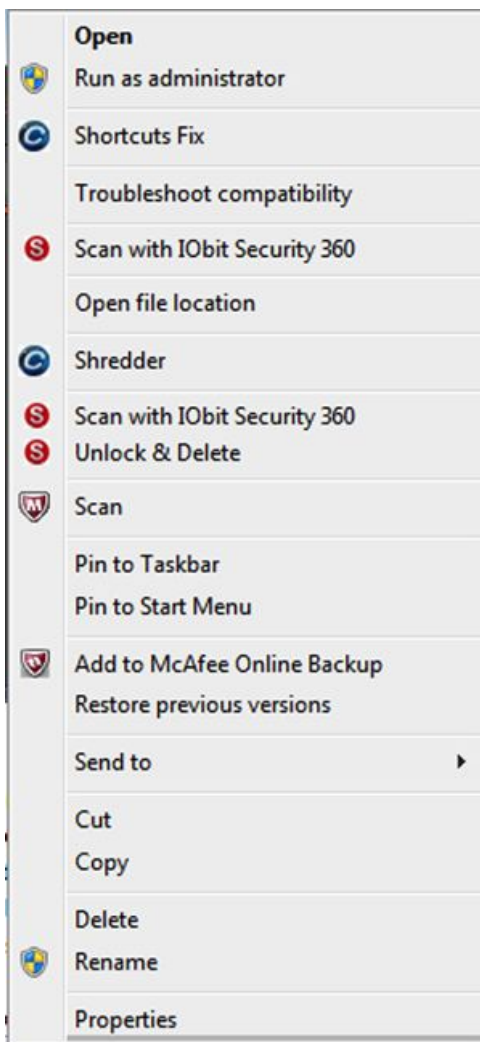 Open
Run as administrator
Shortcuts Fix
Troubleshoot compatibility
Scan with IObit Security 360
Open file location
Shredder
Scan with IObit Security 360
Unlock & Delete
Scan
Pin to Taskbar
Pin to Start Menu
Add to McAfee Online Backup
Restore previous versions
Send to
Cut
Copy
Delete
Rename
Properties